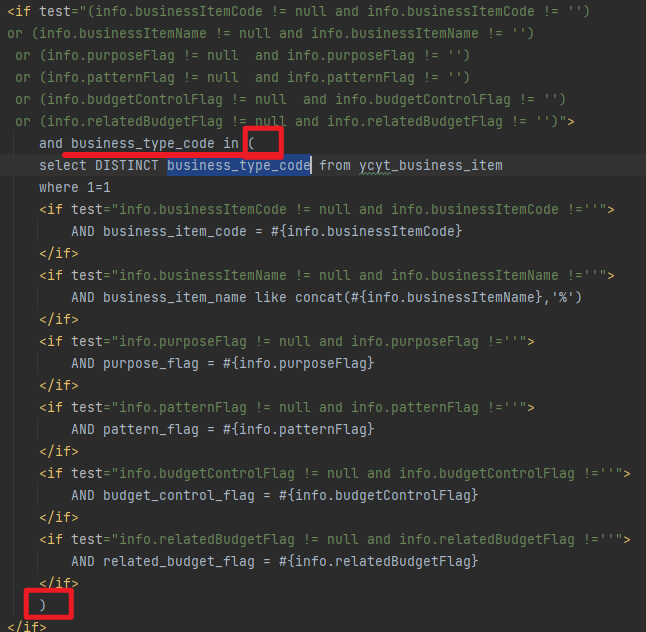 <if test="(info.businessItemCode != null and info.businessItemCode != '')
or (info.businessItemName != null and info.businessItemName != '')
or (info.purposeFlag != null  and info.purposeFlag != '')
or (info.patternFlag != null  and info.patternFlag != '')
or (info.budgetControlFlag != null  and info.budgetControlFlag != '')
or (info.relatedBudgetFlag != null and info.relatedBudgetFlag != '')">
and business_type_code in (
select DISTINCT business_type_code from ycyt_business_item
where 1=1
<if test="info.businessItemCode != null and info.businessItemCode !=''">
AND business_item_code = #{info.businessItemCode}
</if>
<if test="info.businessItemName != null and info.businessItemName !=''">
AND business_item_name like concat(#{info.businessItemName},'%')
</if>
<if test="info.purposeFlag != null and info.purposeFlag !=''">
AND purpose_flag = #{info.purposeFlag}
</if>
<if test="info.patternFlag != null and info.patternFlag !=''">
AND pattern_flag = #{info.patternFlag}
</if>
<if test="info.budgetControlFlag != null and info.budgetControlFlag !=''">
AND budget_control_flag = #{info.budgetControlFlag}
</if>
<if test="info.relatedBudgetFlag != null and info.relatedBudgetFlag !=''">
AND related_budget_flag = #{info.relatedBudgetFlag}
</if>
)
</if>